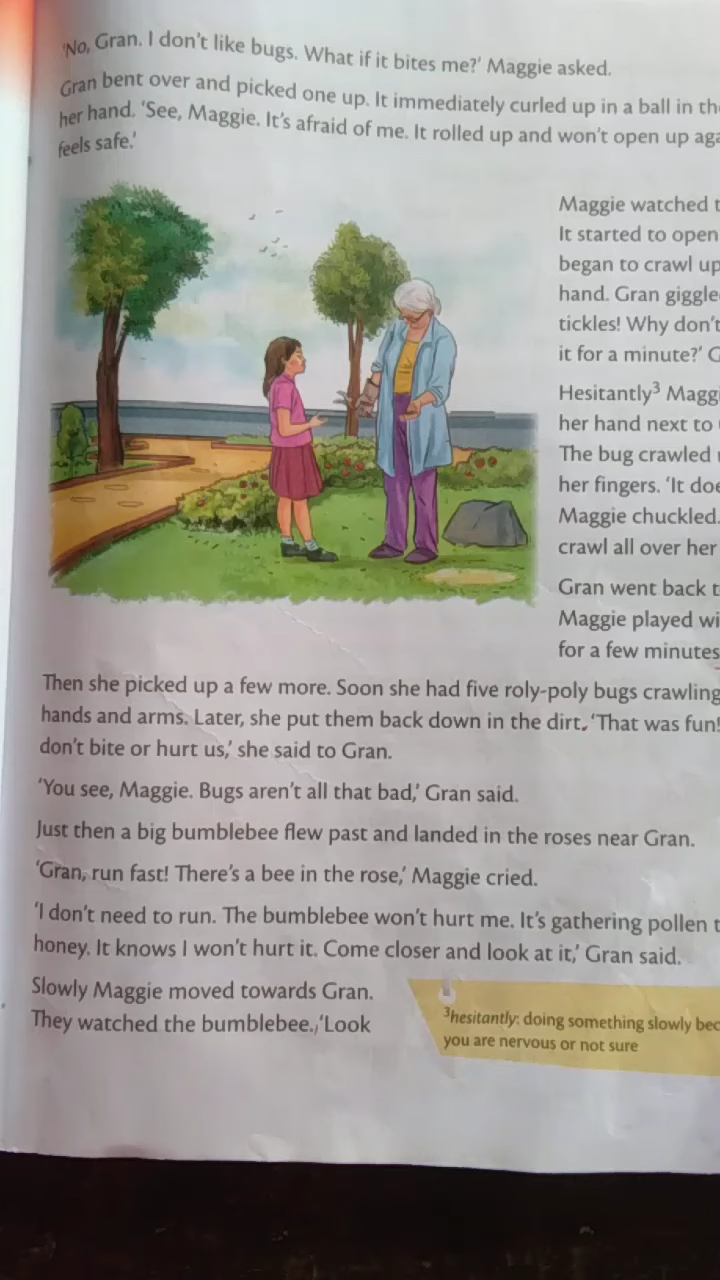 'No, Gran. I don't like bugs. What if it bites me?' Maggie asked.
Gran bent over and picked one up. It immediately curled up in a ball in the
her hand. 'See, Maggie. It's afraid of me. It rolled up and won't open up aga
feels safe.'
Maggie watched t
It started to open
began to crawl up
hand. Gran giggle
tickles! Why don't
it for a minute?' G
Hesitantly³ Magg
her hand next to
The bug crawled
her fingers. 'It doe
Maggie chuckled.
crawl all over her
Gran went back t
Maggie played wi
for a few minutes
Then she picked up a few more. Soon she had five roly-poly bugs crawling
hands and arms. Later, she put them back down in the dirt. 'That was fun!
don't bite or hurt us,' she said to Gran.
'You see, Maggie. Bugs aren't all that bad,' Gran said.
Just then a big bumblebee flew past and landed in the roses near Gran.
'Gran, run fast! There's a bee in the rose,' Maggie cried.
'I don't need to run. The bumblebee won't hurt me. It's gathering pollen t
honey. It knows I won't hurt it. Come closer and look at it,' Gran said.
Slowly Maggie moved towards Gran.
They watched the bumblebee. 'Look
³hesitantly: doing something slowly bec
you are nervous or not sure